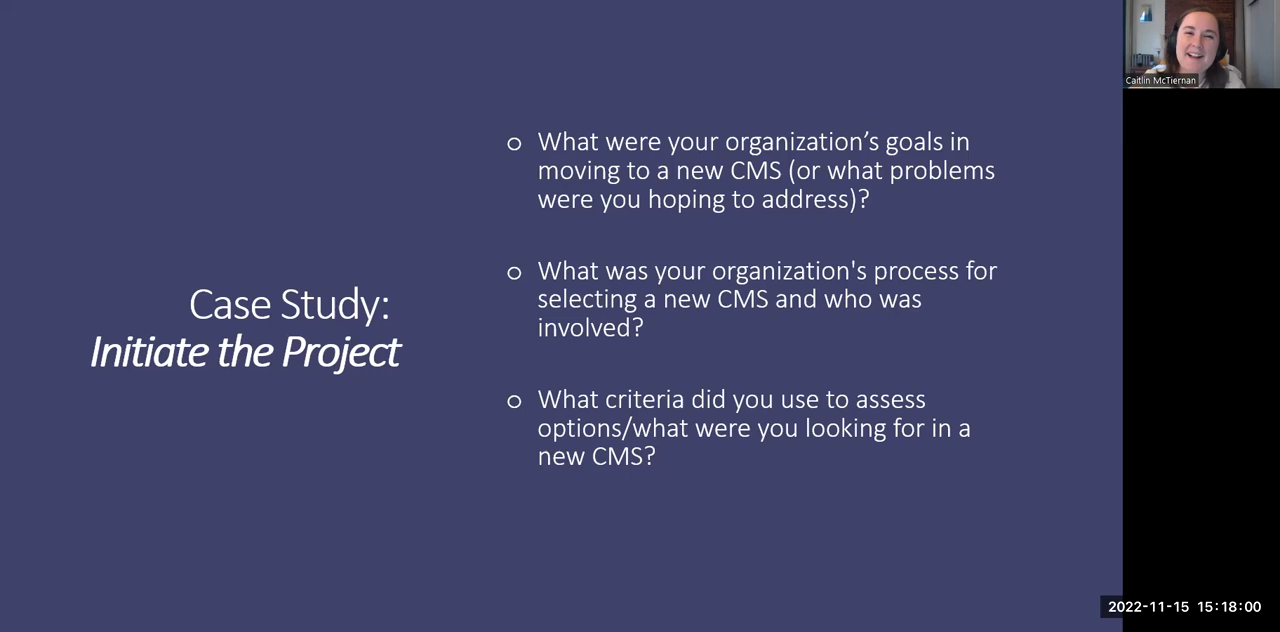 Case Study:
Initiate the Project
o What were your organization’s goals in
moving to a new CMS (or what problems
were you hoping to address)?
o What was your organization's process for
selecting a new CMS and who was
involved?
o What criteria did you use to assess
options/what were you looking for in a
new CMS?
Caitlin McTiernan
2022-11-15 15:18:00